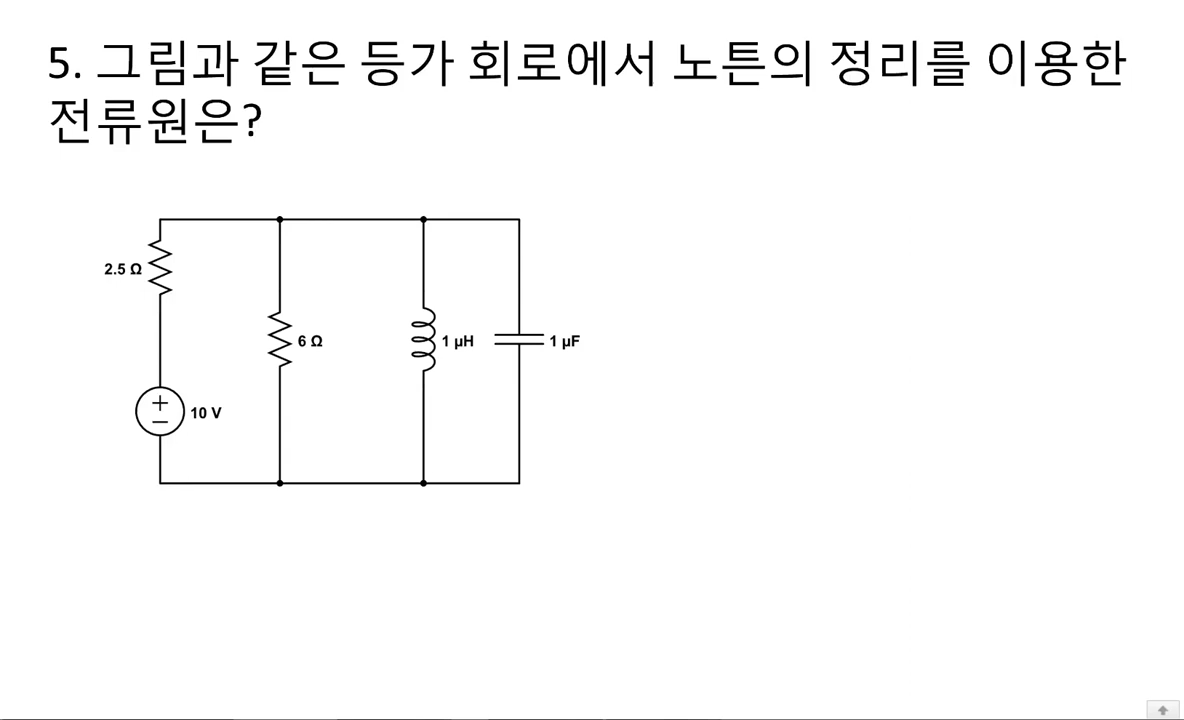 5. 그림과 같은 등가 회로에서 노튼의 정리를 이용한
전류원은?
2.5 Ω
6 Ω
1 μH
1 μF
10 V